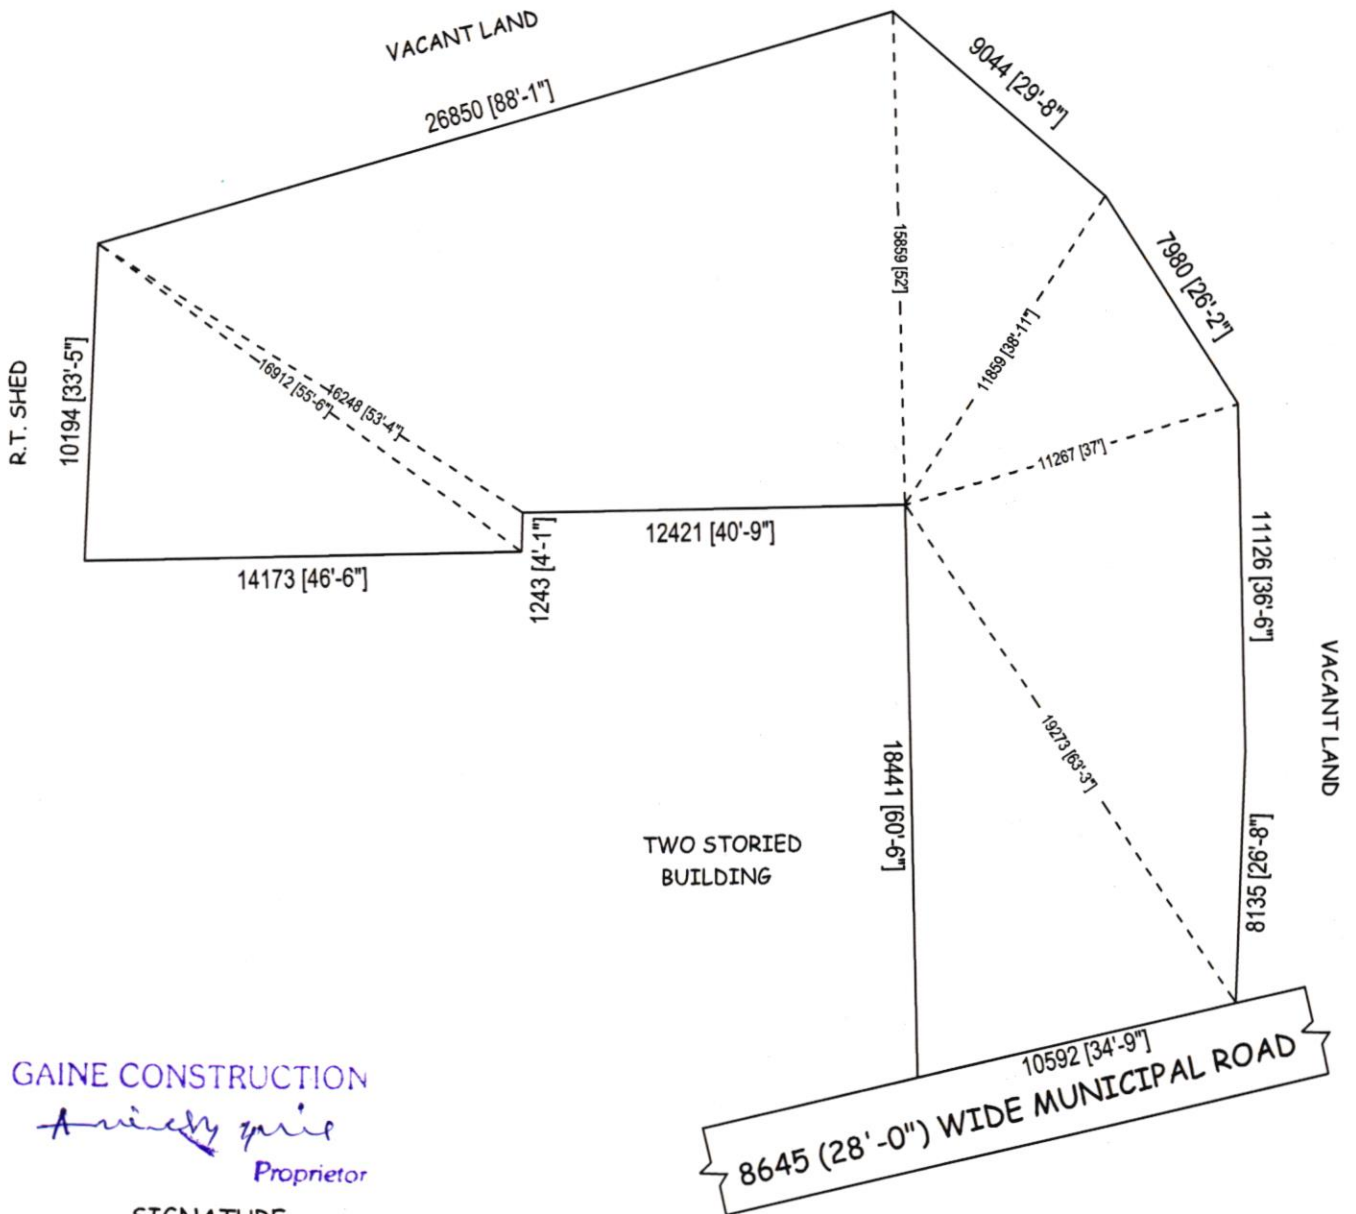 VACANT LAND
26850 [88'-1"]
9044 [29'-8"]
7980 [26'-2"]
15859 [52']
11859 [38'-11"]
11267 [37']
R.T. SHED
10194 [33'-5"]
16912 [55'-6"]
16248 [53'-4"]
14173 [46'-6"]
1243 [4'-1"]
12421 [40'-9"]
11126 [36'-6"]
VACANT LAND
19273 [63'-3"]
18441 [60'-6"]
8135 [26'-8"]
TWO STORIED
BUILDING
10592 [34'-9"]
8645 (28'-0") WIDE MUNICIPAL ROAD
GAINE CONSTRUCTION
Proprietor
SIGNATURE